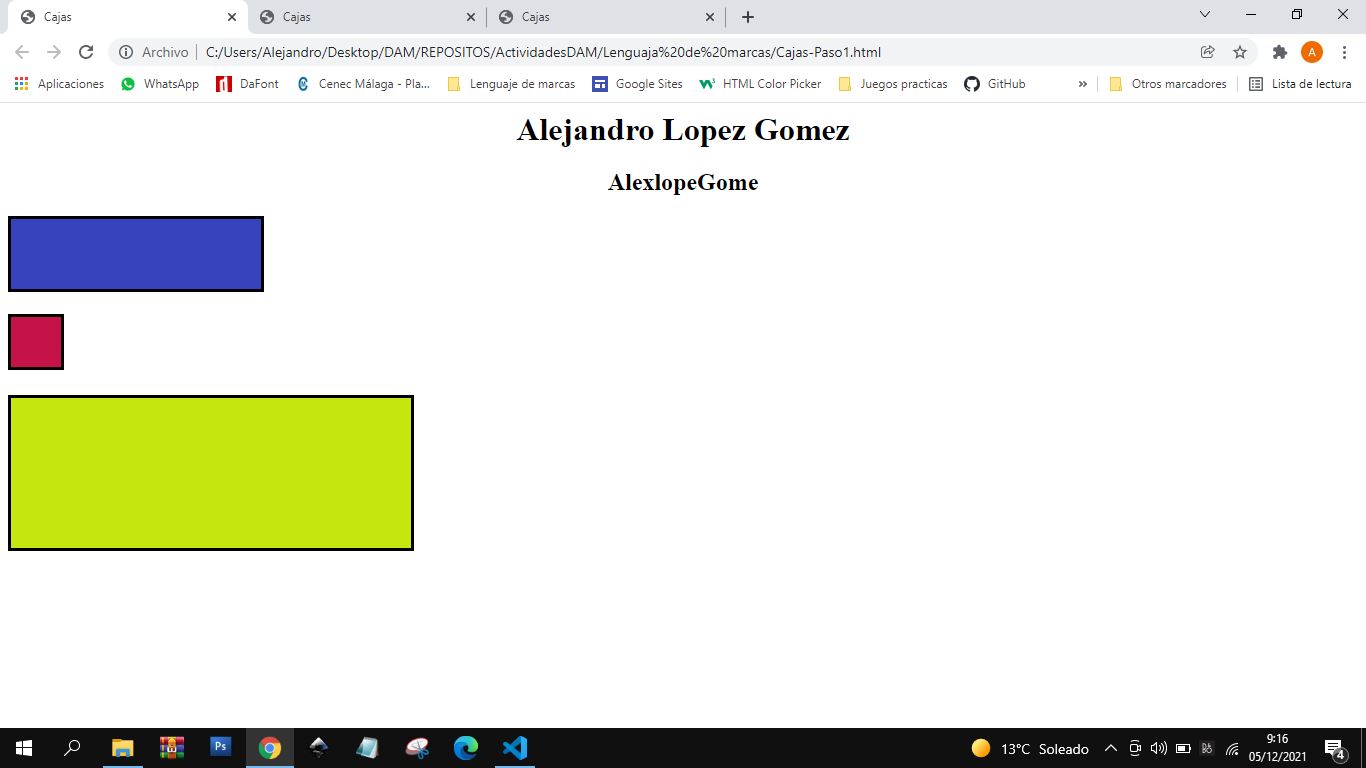 Cajas
Cajas
Cajas
Archivo C:/Users/Alejandro/Desktop/DAM/REPOSITOS/ActividadesDAM/Lenguaja%20de%20marcas/Cajas-Paso1.html
A
Aplicaciones WhatsApp DaFont Cenec Málaga - Pla... Lenguaje de marcas Google Sites HTML Color Picker Juegos practicas GitHub » Otros marcadores Lista de lectura
Alejandro Lopez Gomez
AlexlopeGome
Ps
13°C Soleado
9:16
05/12/2021
4